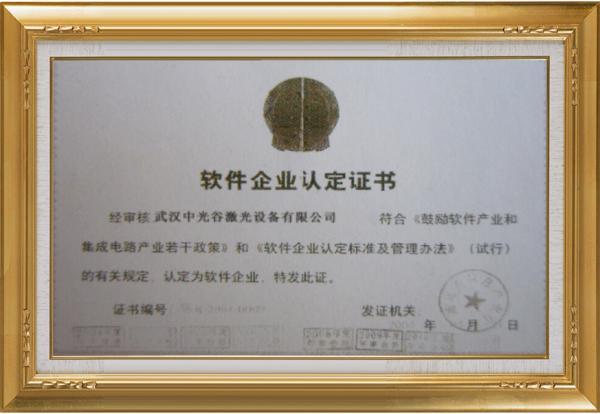 软件企业认定证书
经审核 武汉中光谷激光设备有限公司 符合《鼓励软件产业和
集成电路产业若干政策》和《软件企业认定标准及管理办法》（试行）
的有关规定，认定为软件企业，特发此证。
证书编号 发证机关：
年 月 日